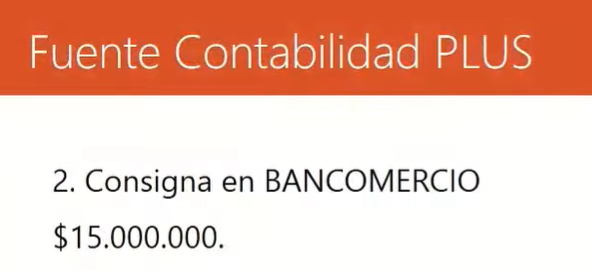 Fuente Contabilidad PLUS
2. Consigna en BANCOMERCIO
$15.000.000.